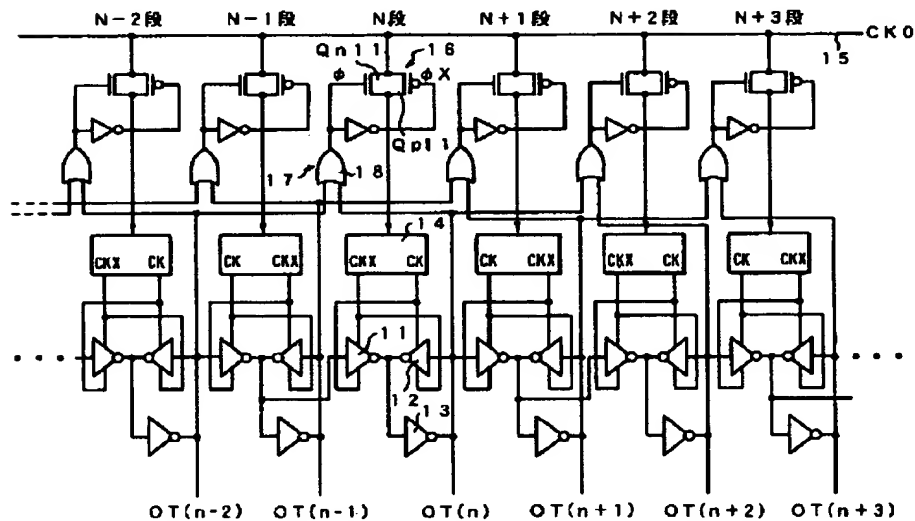 N-2段 N-1段 N段 N+1段 N+2段 N+3段
CK0
15
Qn11 16
φ φX
Qp11
17 18
14
CKX CK CK CKX CKX CK CK CKX CKX CK CK CKX
11
12
13
OT(n-2) OT(n-1) OT(n) OT(n+1) OT(n+2) OT(n+3)